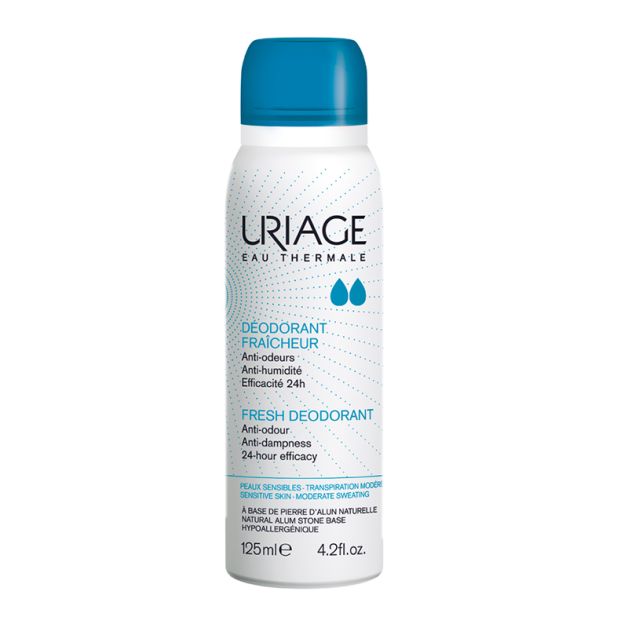 URIAGE
EAU THERMALE
DÉODORANT
FRAÎCHEUR
Anti-odeurs
Anti-humidité
Efficacité 24h
FRESH DEODORANT
Anti-odour
Anti-dampness
24-hour efficacy
PEAUX SENSIBLES - TRANSPIRATION MODÉRÉ
SENSITIVE SKIN - MODERATE SWEATING
À BASE DE PIERRE D'ALUN NATURELLE
NATURAL ALUM STONE BASE
HYPOALLERGÉNIQUE
125ml e 4.2fl.oz.